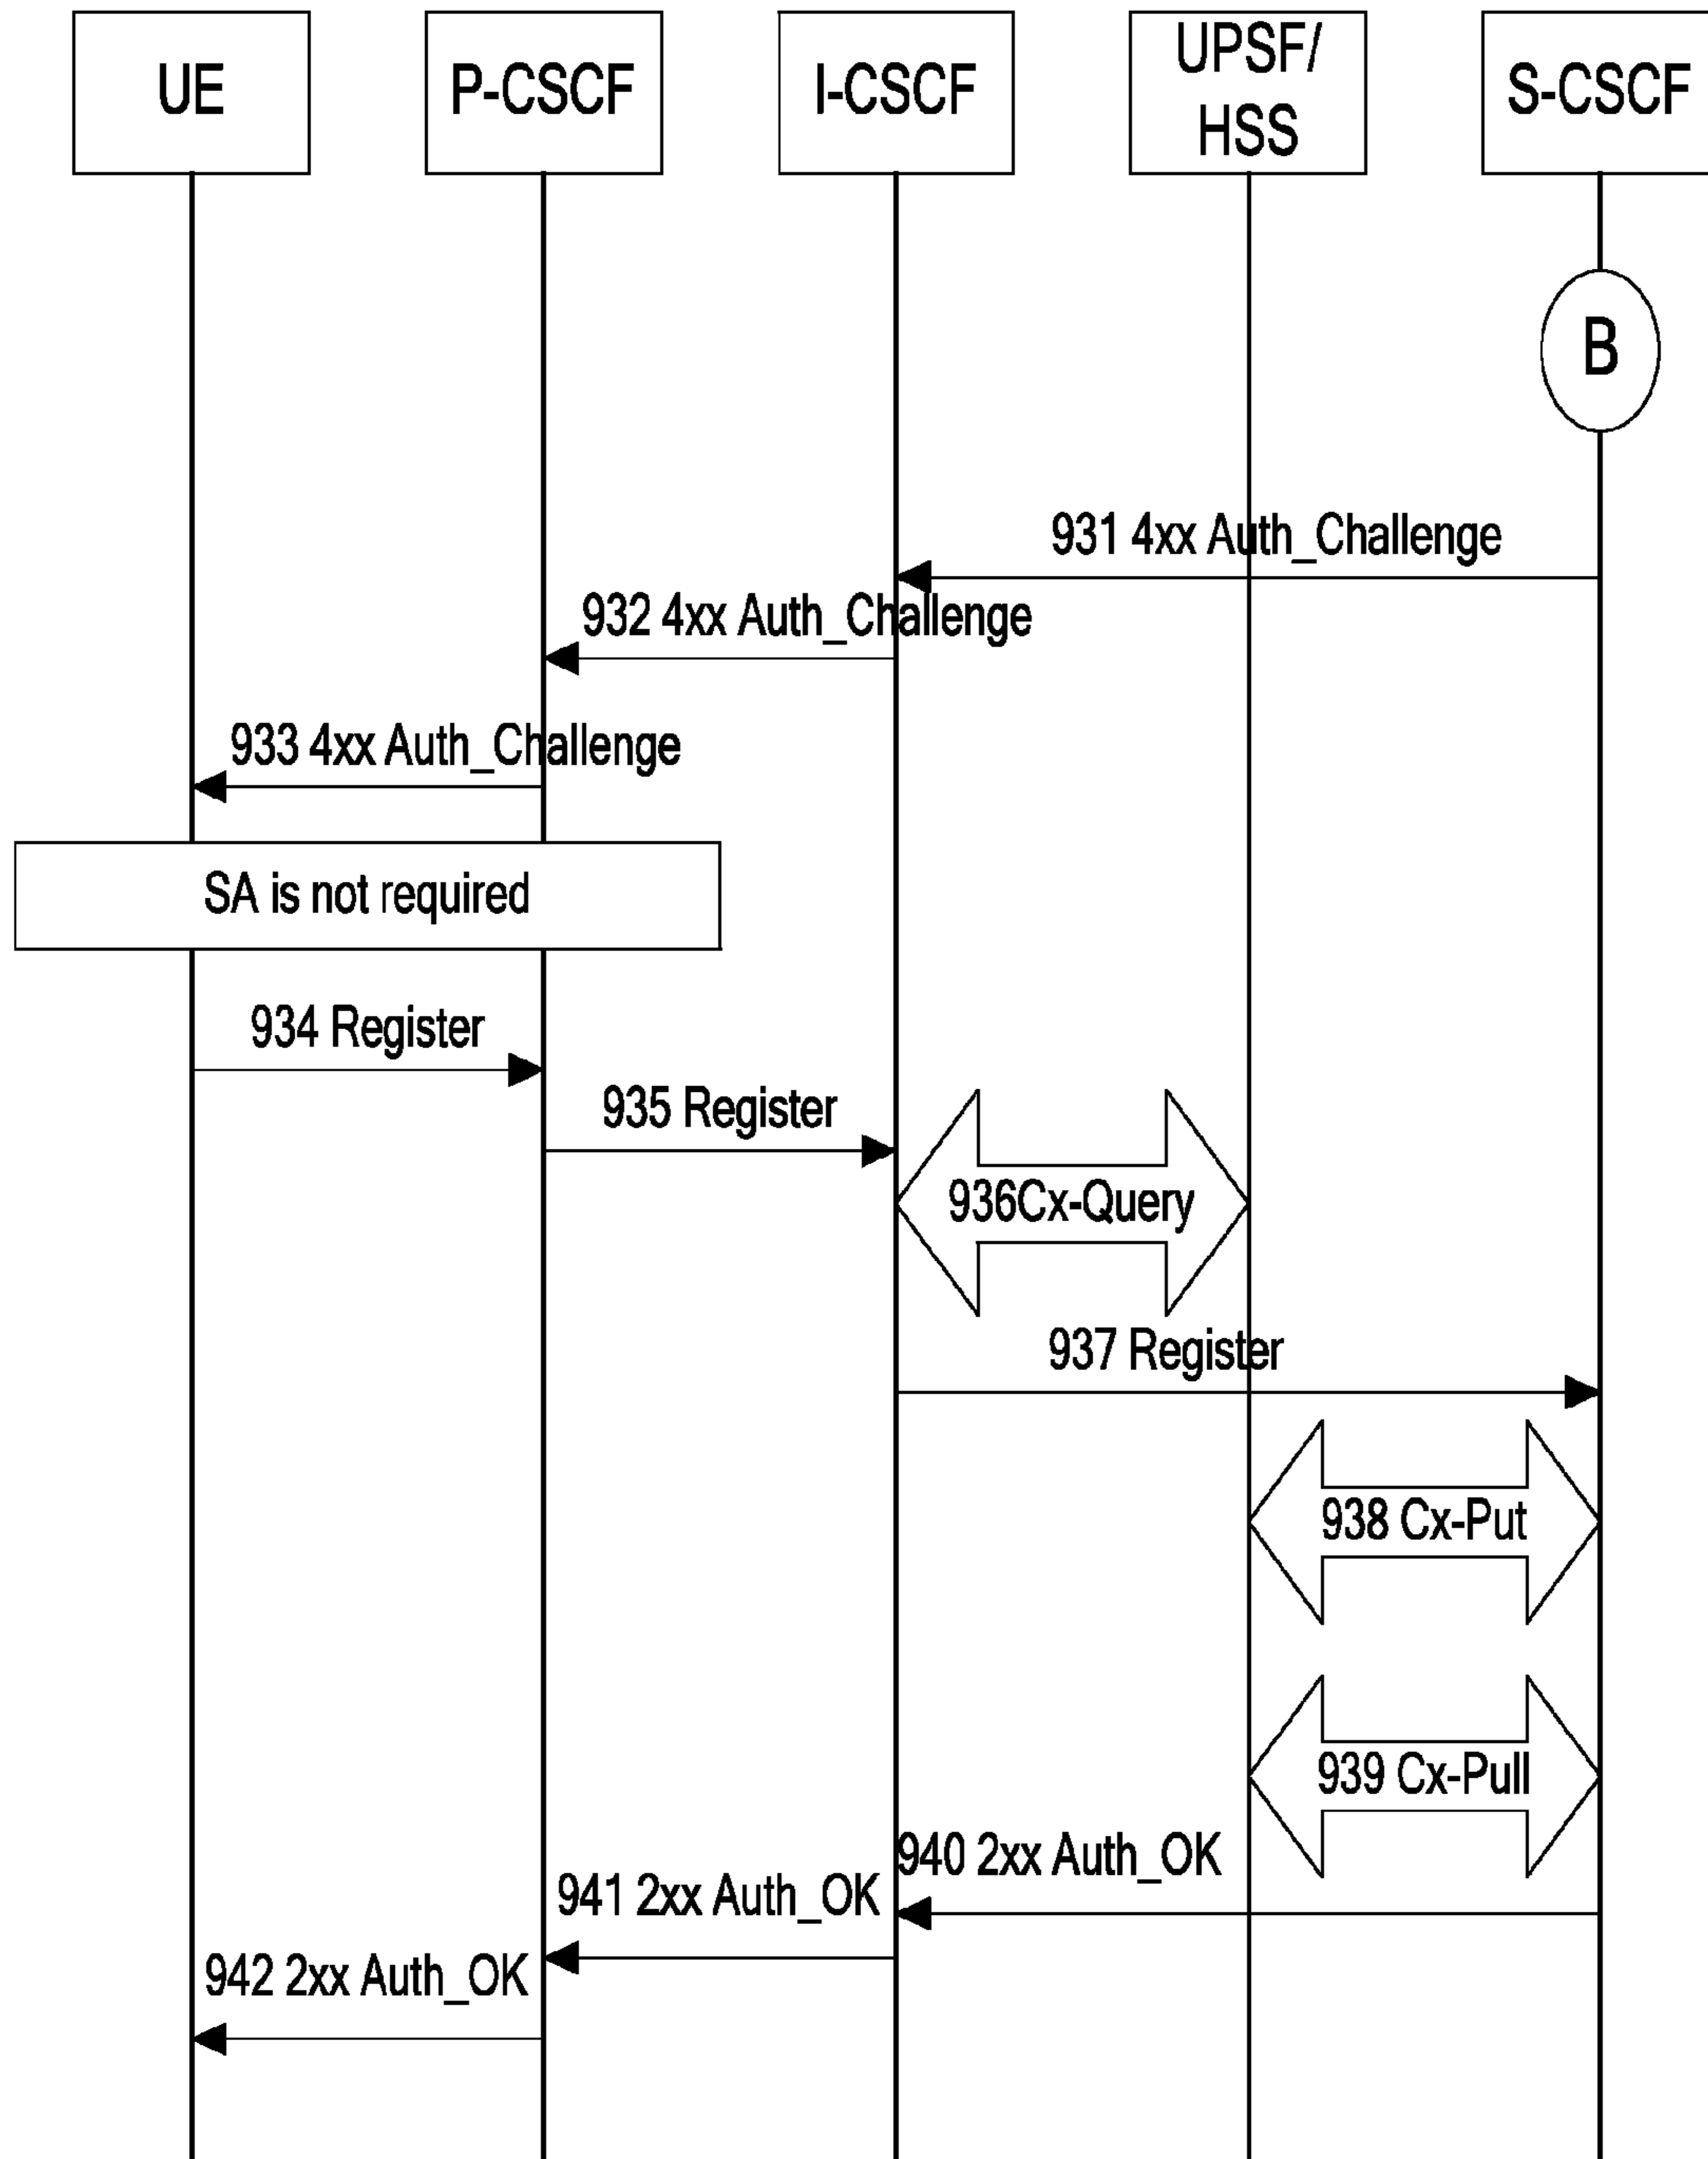 UE
P-CSCF
I-CSCF
UPSF/
HSS
S-CSCF
B
931 4xx Auth_Challenge
932 4xx Auth_Challenge
933 4xx Auth_Challenge
SA is not required
934 Register
935 Register
936Cx-Query
937 Register
938 Cx-Put
939 Cx-Pull
940 2xx Auth_OK
941 2xx Auth_OK
942 2xx Auth_OK